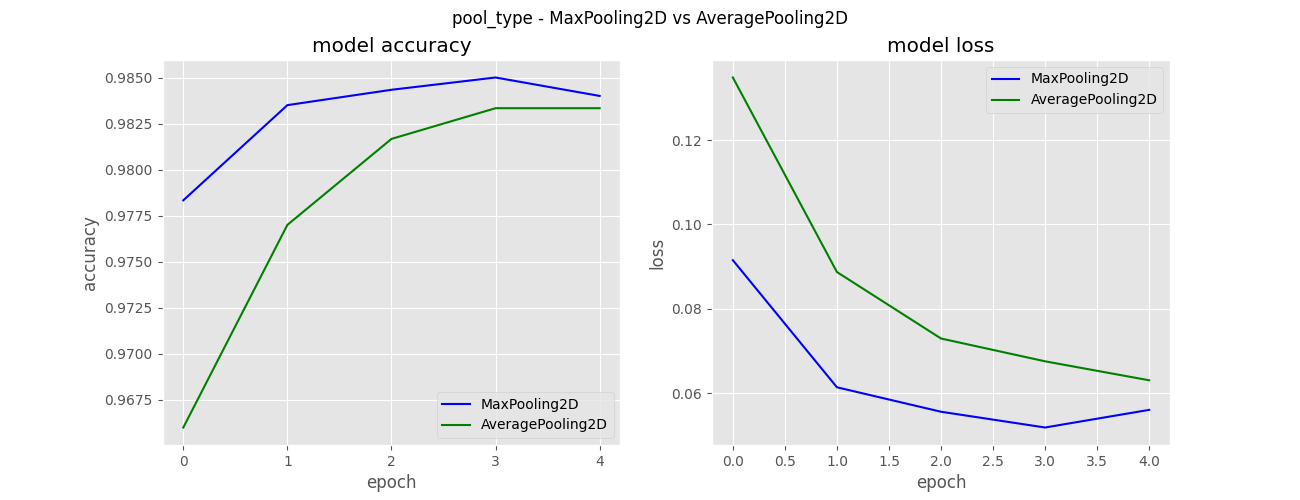 pool_type - MaxPooling2D vs AveragePooling2D
model accuracy
accuracy
0.9850
0.9825
0.9800
0.9775
0.9750
0.9725
0.9700
0.9675
MaxPooling2D
AveragePooling2D
0 1 2 3 4
epoch
model loss
loss
MaxPooling2D
AveragePooling2D
0.12
0.10
0.08
0.06
0.0 0.5 1.0 1.5 2.0 2.5 3.0 3.5 4.0
epoch